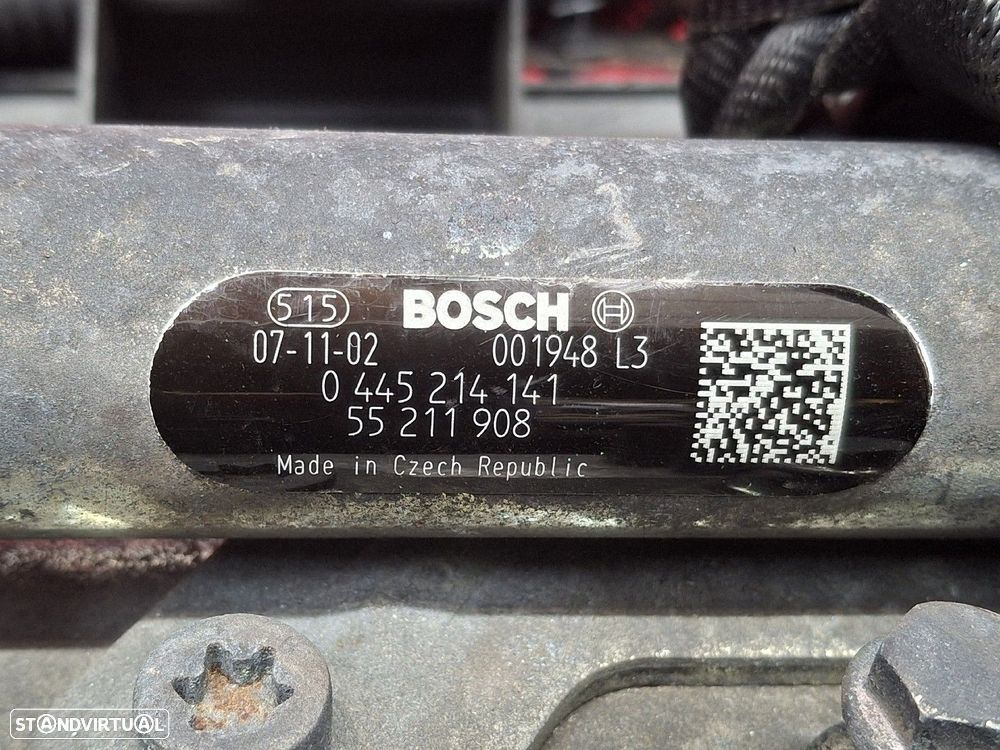 515 BOSCH
07-11-02 001948 L3
0 445 214 141
55 211 908
Made in Czech Republic
STANDVIRTUAL